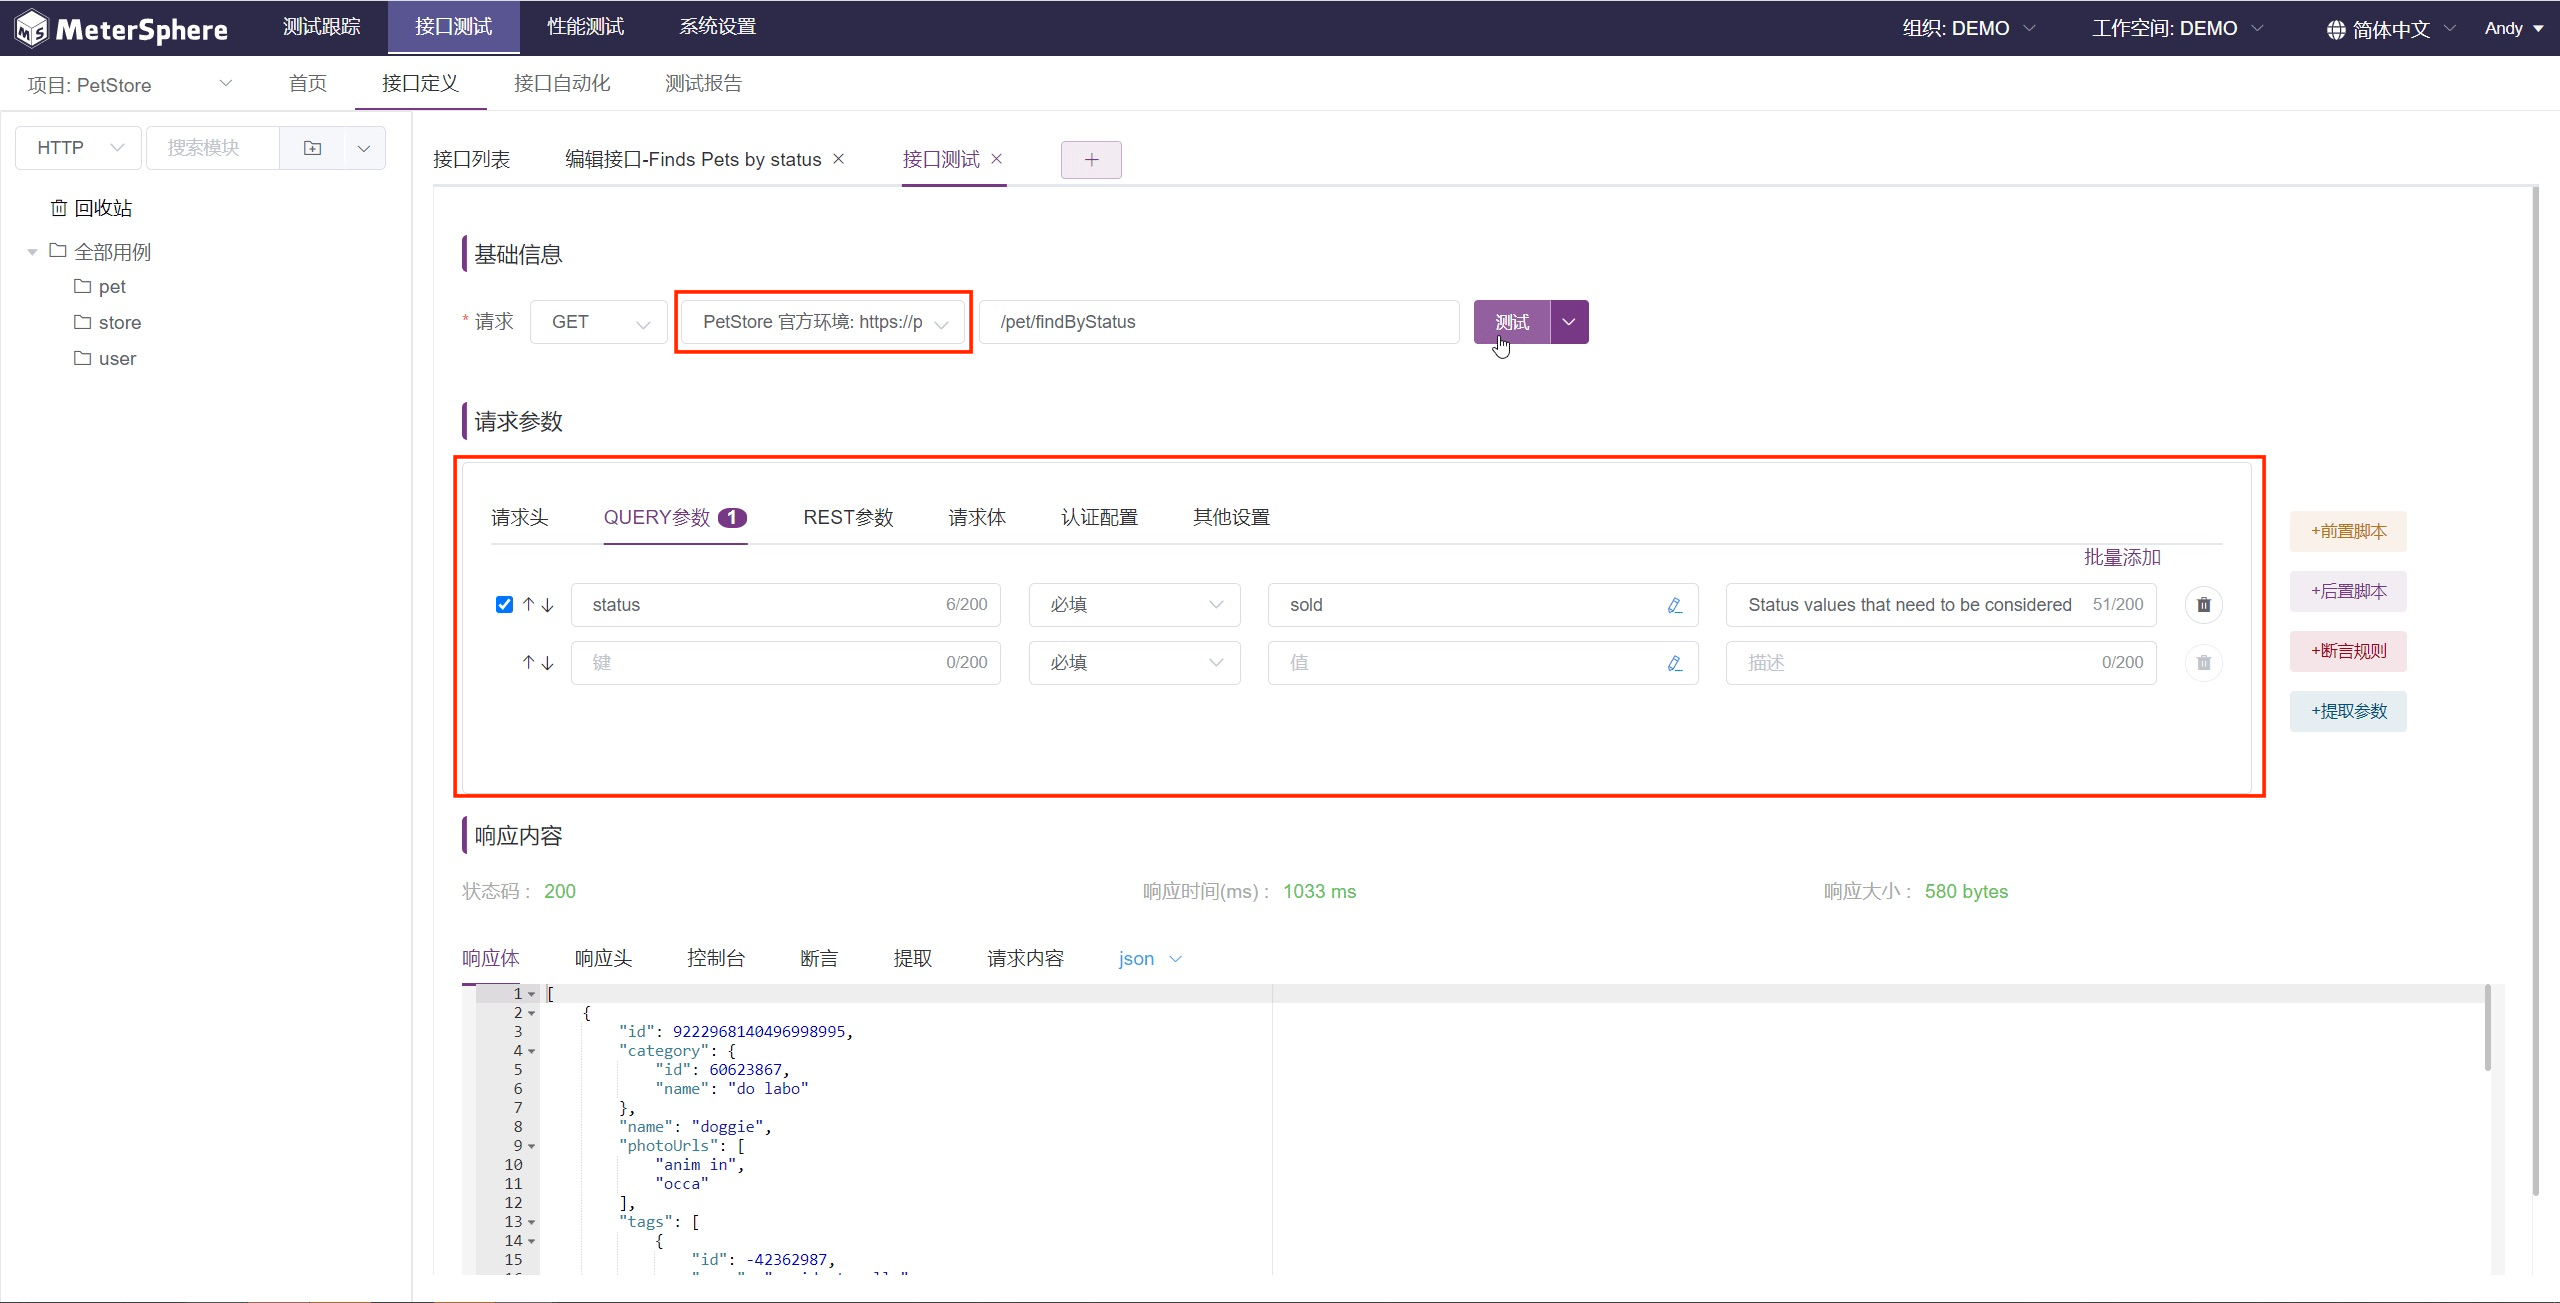 MeterSphere 测试跟踪 接口测试 性能测试 系统设置 组织: DEMO 工作空间: DEMO 简体中文 Andy
项目: PetStore 首页 接口定义 接口自动化 测试报告
HTTP 搜索模块
回收站
全部用例
pet
store
user
接口列表 编辑接口-Finds Pets by status × 接口测试 × +
基础信息
* 请求 GET PetStore 官方环境: https://p /pet/findByStatus 测试
请求参数
请求头 QUERY参数 1 REST参数 请求体 认证配置 其他设置
批量添加
status 6/200 必填 sold Status values that need to be considered 51/200
键 0/200 必填 值 描述 0/200
+前置脚本
+后置脚本
+断言规则
+提取参数
响应内容
状态码 : 200 响应时间(ms) : 1033 ms 响应大小 : 580 bytes
响应体 响应头 控制台 断言 提取 请求内容 json
1 [
2 {
3 "id": 9222968140496998995,
4 "category": {
5 "id": 60623867,
6 "name": "do labo"
7 },
8 "name": "doggie",
9 "photoUrls": [
10 "anim in",
11 "occa"
12 ],
13 "tags": [
14 {
15 "id": -42362987,